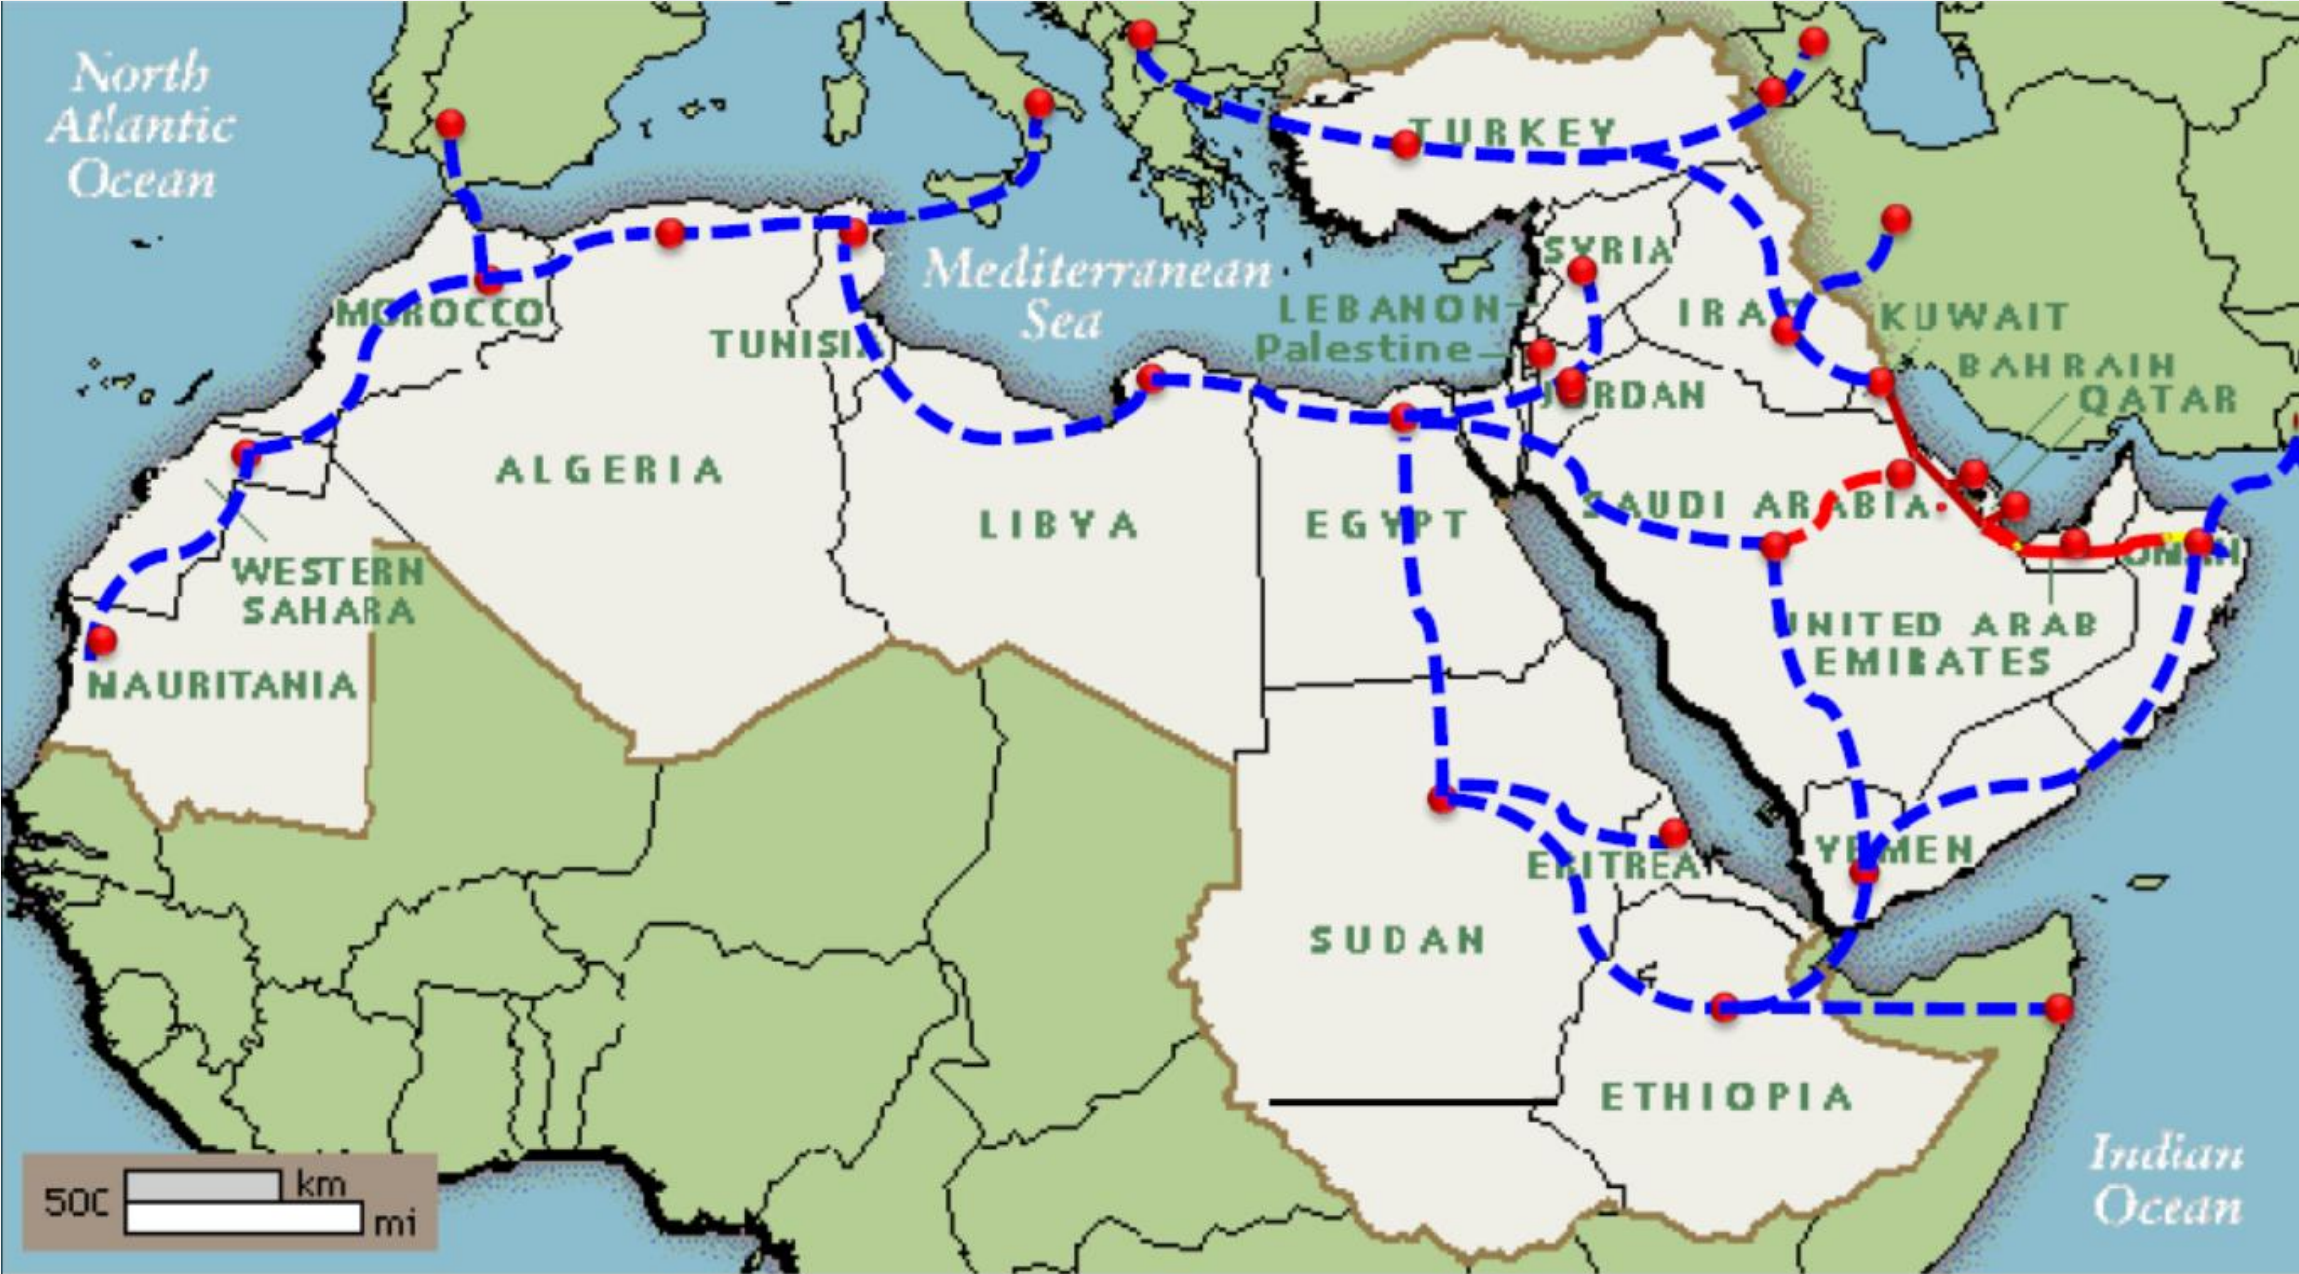 North
Atlantic
Ocean
TURKEY
Mediterranean
Sea
SYRIA
LEBANON
Palestine
IRAQ
KUWAIT
BAHRAIN
QATAR
MOROCCO
TUNISIA
JORDAN
ALGERIA
LIBYA
EGYPT
SAUDI ARABIA
OMAN
WESTERN
SAHARA
UNITED ARAB
EMIRATES
MAURITANIA
YEMEN
ERITREA
SUDAN
ETHIOPIA
Indian
Ocean
50C
km
mi